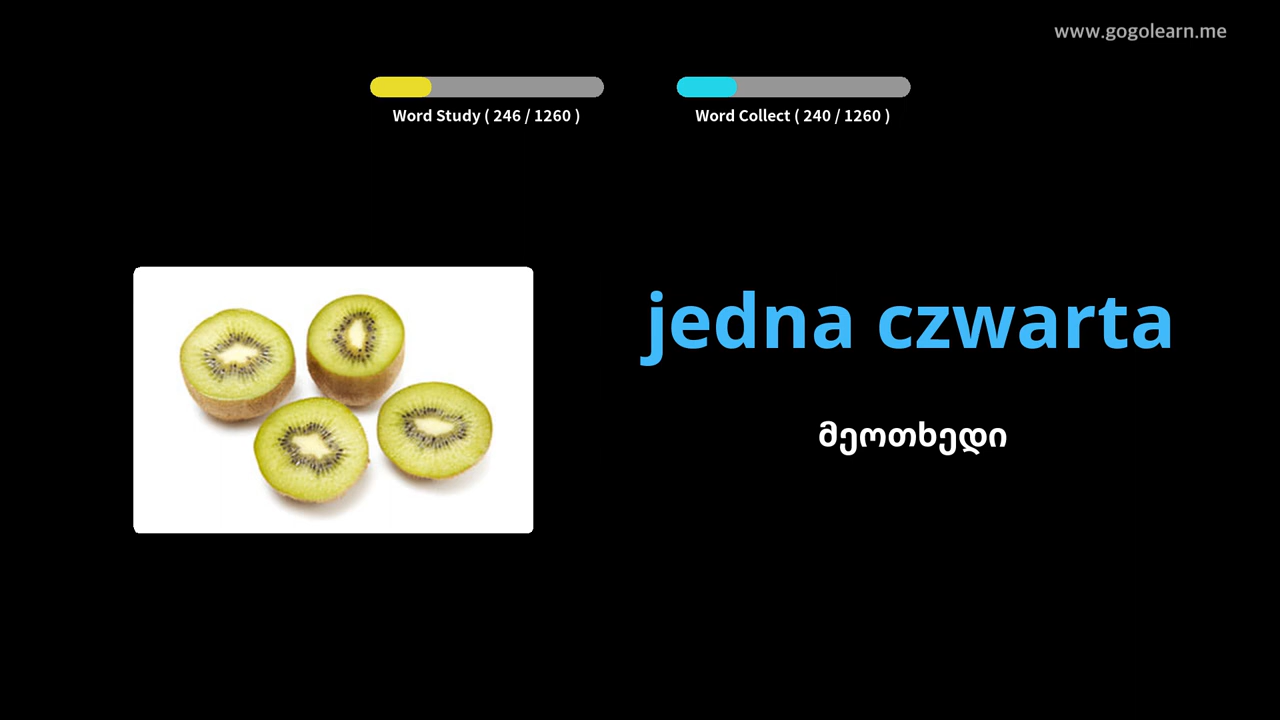 www.gogolearn.me
Word Study ( 246 / 1260 )
Word Collect ( 240 / 1260 )
jedna czwarta
მეოთხედი